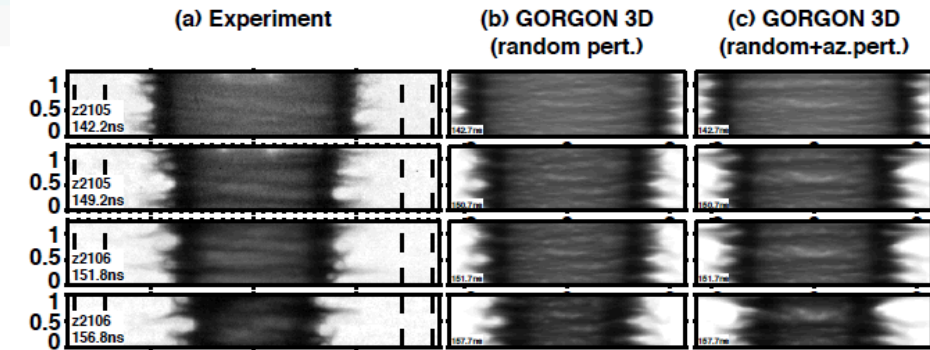 (a) Experiment
(b) GORGON 3D
(random pert.)
(c) GORGON 3D
(random+az.pert.)
1
0.5
0
z2105
142.2ns
142.7ns
142.7ns
1
0.5
0
z2105
149.2ns
150.7ns
150.7ns
1
0.5
0
z2106
151.8ns
151.7ns
151.7ns
1
0.5
0
z2106
156.8ns
157.7ns
157.7ns